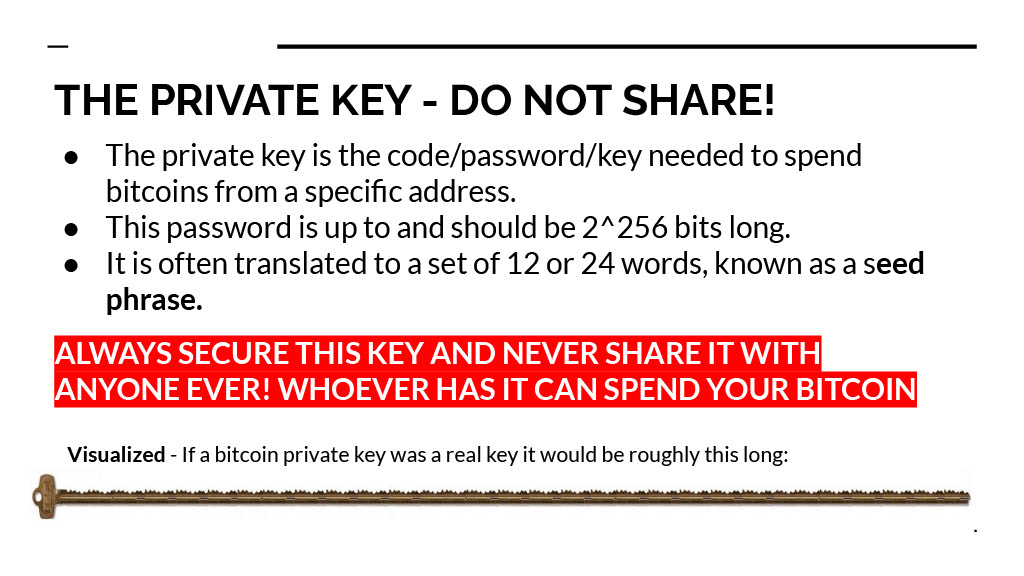 THE PRIVATE KEY - DO NOT SHARE!
● The private key is the code/password/key needed to spend
bitcoins from a specific address.
● This password is up to and should be 2^256 bits long.
● It is often translated to a set of 12 or 24 words, known as a seed
phrase.
ALWAYS SECURE THIS KEY AND NEVER SHARE IT WITH
ANYONE EVER! WHOEVER HAS IT CAN SPEND YOUR BITCOIN
Visualized - If a bitcoin private key was a real key it would be roughly this long:
.